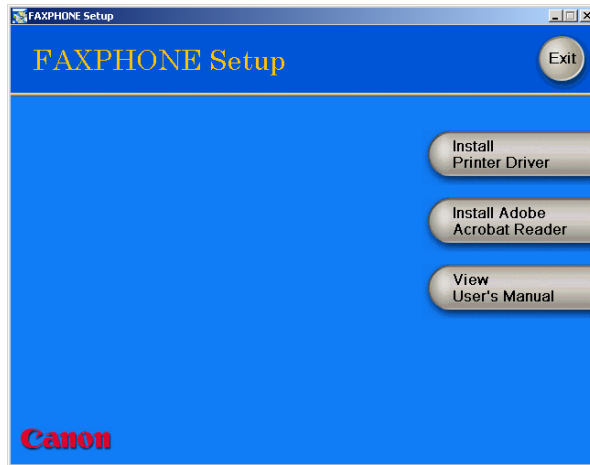 FAXPHONE Setup
FAXPHONE Setup
Exit
Install
Printer Driver
Install Adobe
Acrobat Reader
View
User's Manual
Canon